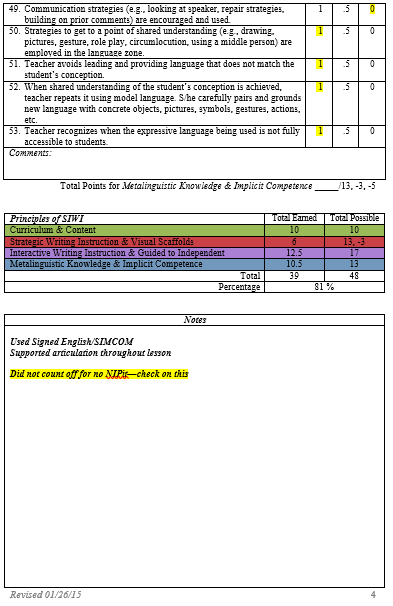 49. Communication strategies (e.g., looking at speaker, repair strategies, 1 .5 0
building on prior comments) are encouraged and used.
50. Strategies to get to a point of shared understanding (e.g., drawing, 1 .5 0
pictures, gesture, role play, circumlocution, using a middle person) are
employed in the language zone.
51. Teacher avoids leading and providing language that does not match the 1 .5 0
student's conception.
52. When shared understanding of the student's conception is achieved, 1 .5 0
teacher repeats it using model language. S/he carefully pairs and grounds
new language with concrete objects, pictures, symbols, gestures, actions,
etc.
53. Teacher recognizes when the expressive language being used is not fully 1 .5 0
accessible to students.
Comments:
Total Points for Metalinguistic Knowledge & Implicit Competence _____/13, -3, -5
Principles of SIWI Total Earned Total Possible
Curriculum & Content 10 10
Strategic Writing Instruction & Visual Scaffolds 6 13, -3
Interactive Writing Instruction & Guided to Independent 12.5 17
Metalinguistic Knowledge & Implicit Competence 10.5 13
Total 39 48
Percentage 81 %
Notes
Used Signed English/SIMCOM
Supported articulation throughout lesson
Did not count off for no NIPit—check on this
Revised 01/26/15 4